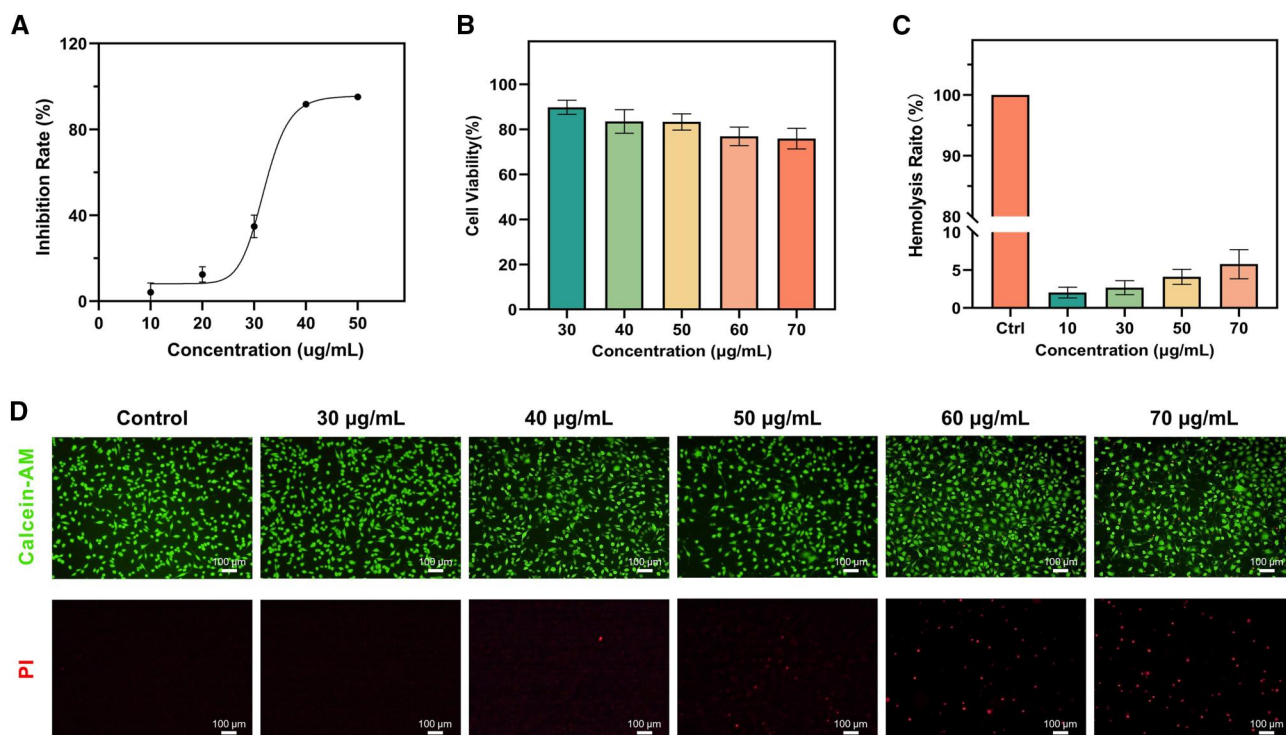 A
120
80
40
0
Inhibition Rate (%)
0 10 20 30 40 50
Concentration (ug/mL)
B
100
80
60
40
20
0
Cell Viability(%)
30 40 50 60 70
Concentration (μg/mL)
C
100
90
80
10
5
0
Hemolysis Raito (%)
Ctrl 10 30 50 70
Concentration (μg/mL)
D
Control 30 μg/mL 40 μg/mL 50 μg/mL 60 μg/mL 70 μg/mL
Calcein-AM
100 μm 100 μm 100 μm 100 μm 100 μm 100 μm
PI
100 μm 100 μm 100 μm 100 μm 100 μm 100 μm